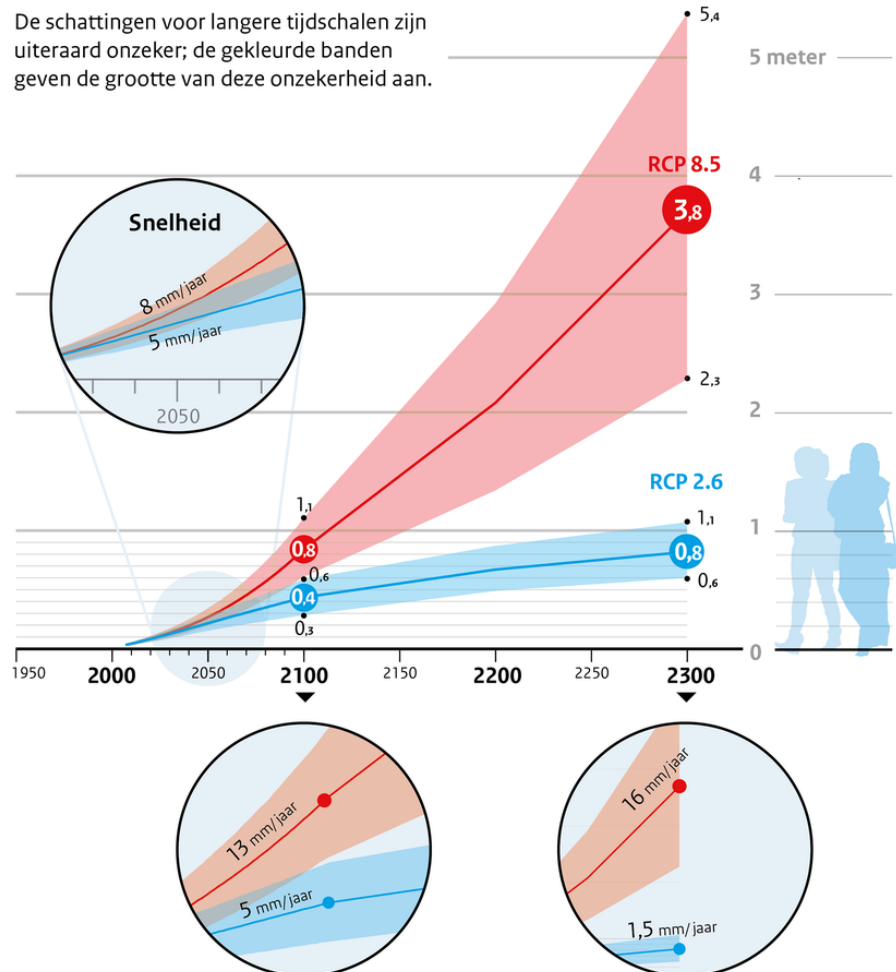 De schattingen voor langere tijdschalen zijn
uiteraard onzeker; de gekleurde banden
geven de grootte van deze onzekerheid aan.
5,4
5 meter
RCP 8.5
4
3,8
Snelheid
8 mm/jaar
5 mm/jaar
2050
3
2,3
2
RCP 2.6
1,1
1,1
1
0,8
0,8
0,6
0,6
0,4
0,3
0
1950
2000
2050
2100
2150
2200
2250
2300
13 mm/jaar
5 mm/jaar
16 mm/jaar
1,5 mm/jaar